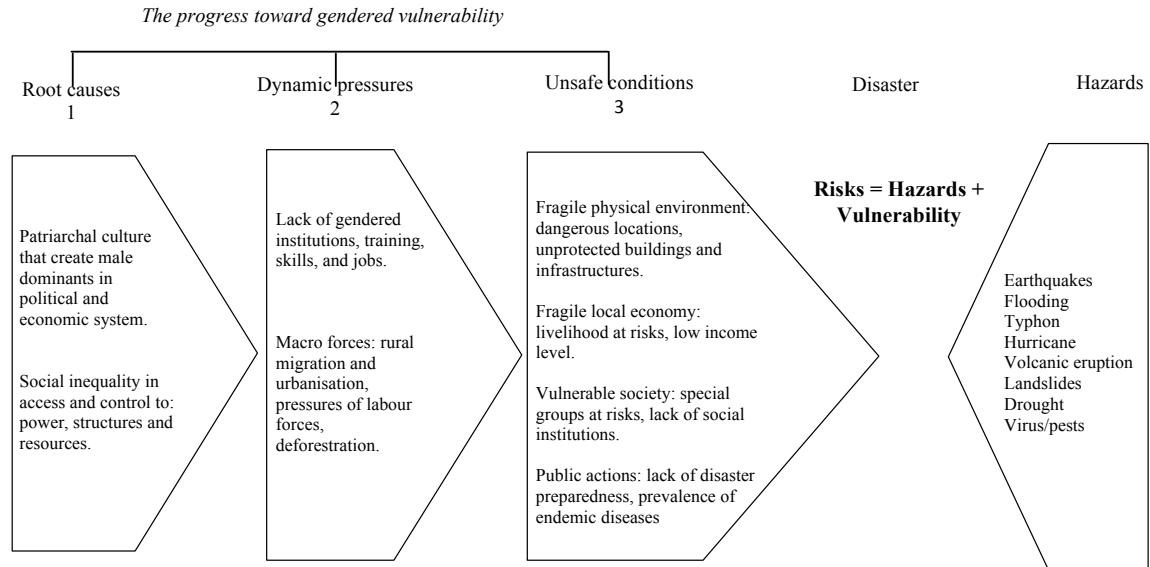 The progress toward gendered vulnerability
Root causes
1
Dynamic pressures
2
Unsafe conditions
3
Disaster
Hazards
Patriarchal culture
that create male
dominants in
political and
economic system.
Social inequality in
access and control to:
power, structures and
resources.
Lack of gendered
institutions, training,
skills, and jobs.
Macro forces: rural
migration and
urbanisation,
pressures of labour
forces,
deforestration.
Fragile physical environment:
dangerous locations,
unprotected buildings and
infrastructures.
Fragile local economy:
livelihood at risks, low income
level.
Vulnerable society: special
groups at risks, lack of social
institutions.
Public actions: lack of disaster
preparedness, prevalence of
endemic diseases
Risks = Hazards +
Vulnerability
Earthquakes
Flooding
Typhon
Hurricane
Volcanic eruption
Landslides
Drought
Virus/pests